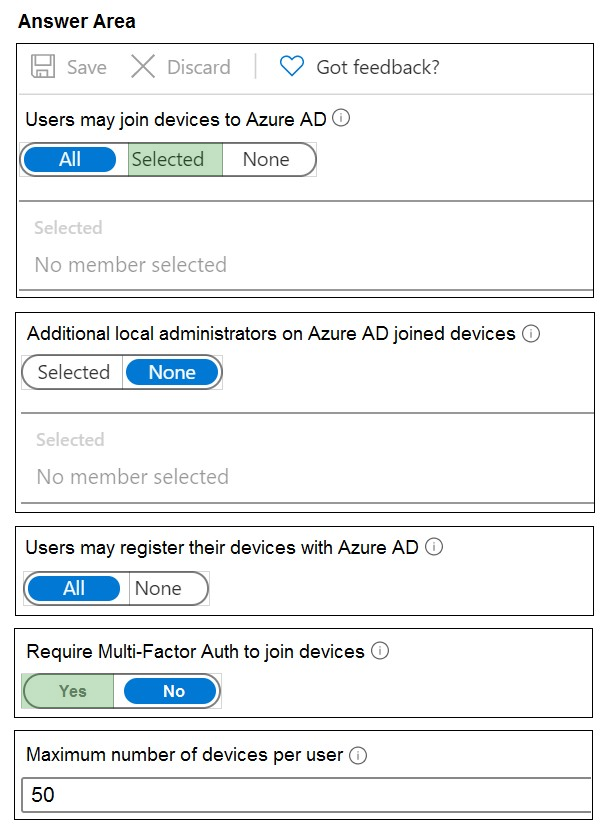 Answer Area
Save Discard Got feedback?
Users may join devices to Azure AD
All Selected None
Selected
No member selected
Additional local administrators on Azure AD joined devices
Selected None
Selected
No member selected
Users may register their devices with Azure AD
All None
Require Multi-Factor Auth to join devices
Yes No
Maximum number of devices per user
50